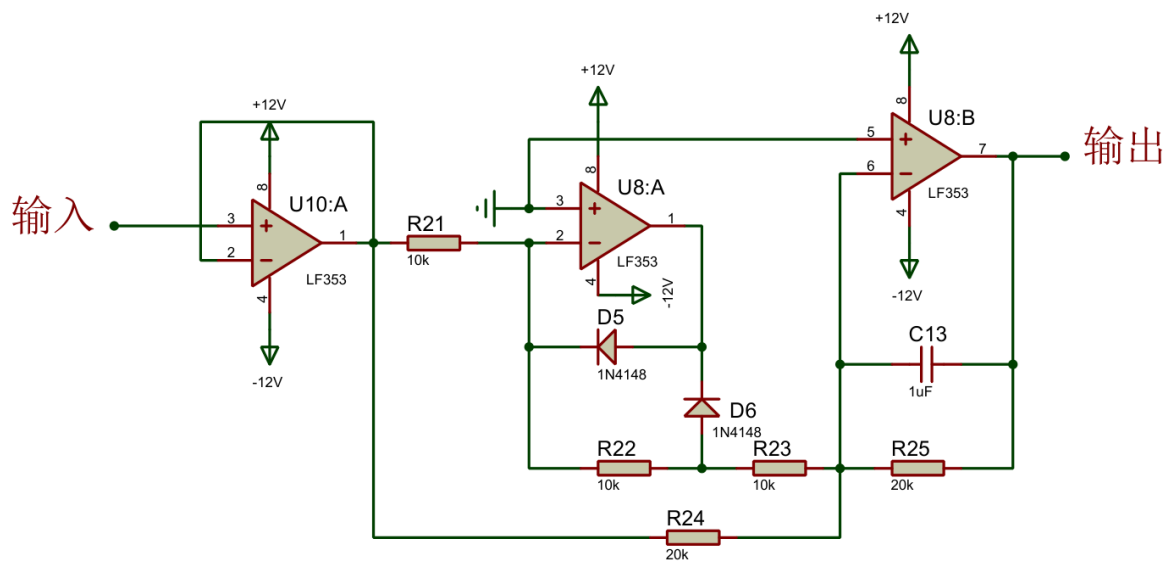 +12V
8
U8:B
5
+
7
6
−
LF353
4
-12V
输出
+12V
8
U8:A
3
+
1
2
−
LF353
4
-12V
+12V
8
U10:A
输入
3
+
1
2
−
LF353
4
-12V
R21
10k
D5
1N4148
D6
1N4148
C13
1uF
R22
10k
R23
10k
R25
20k
R24
20k